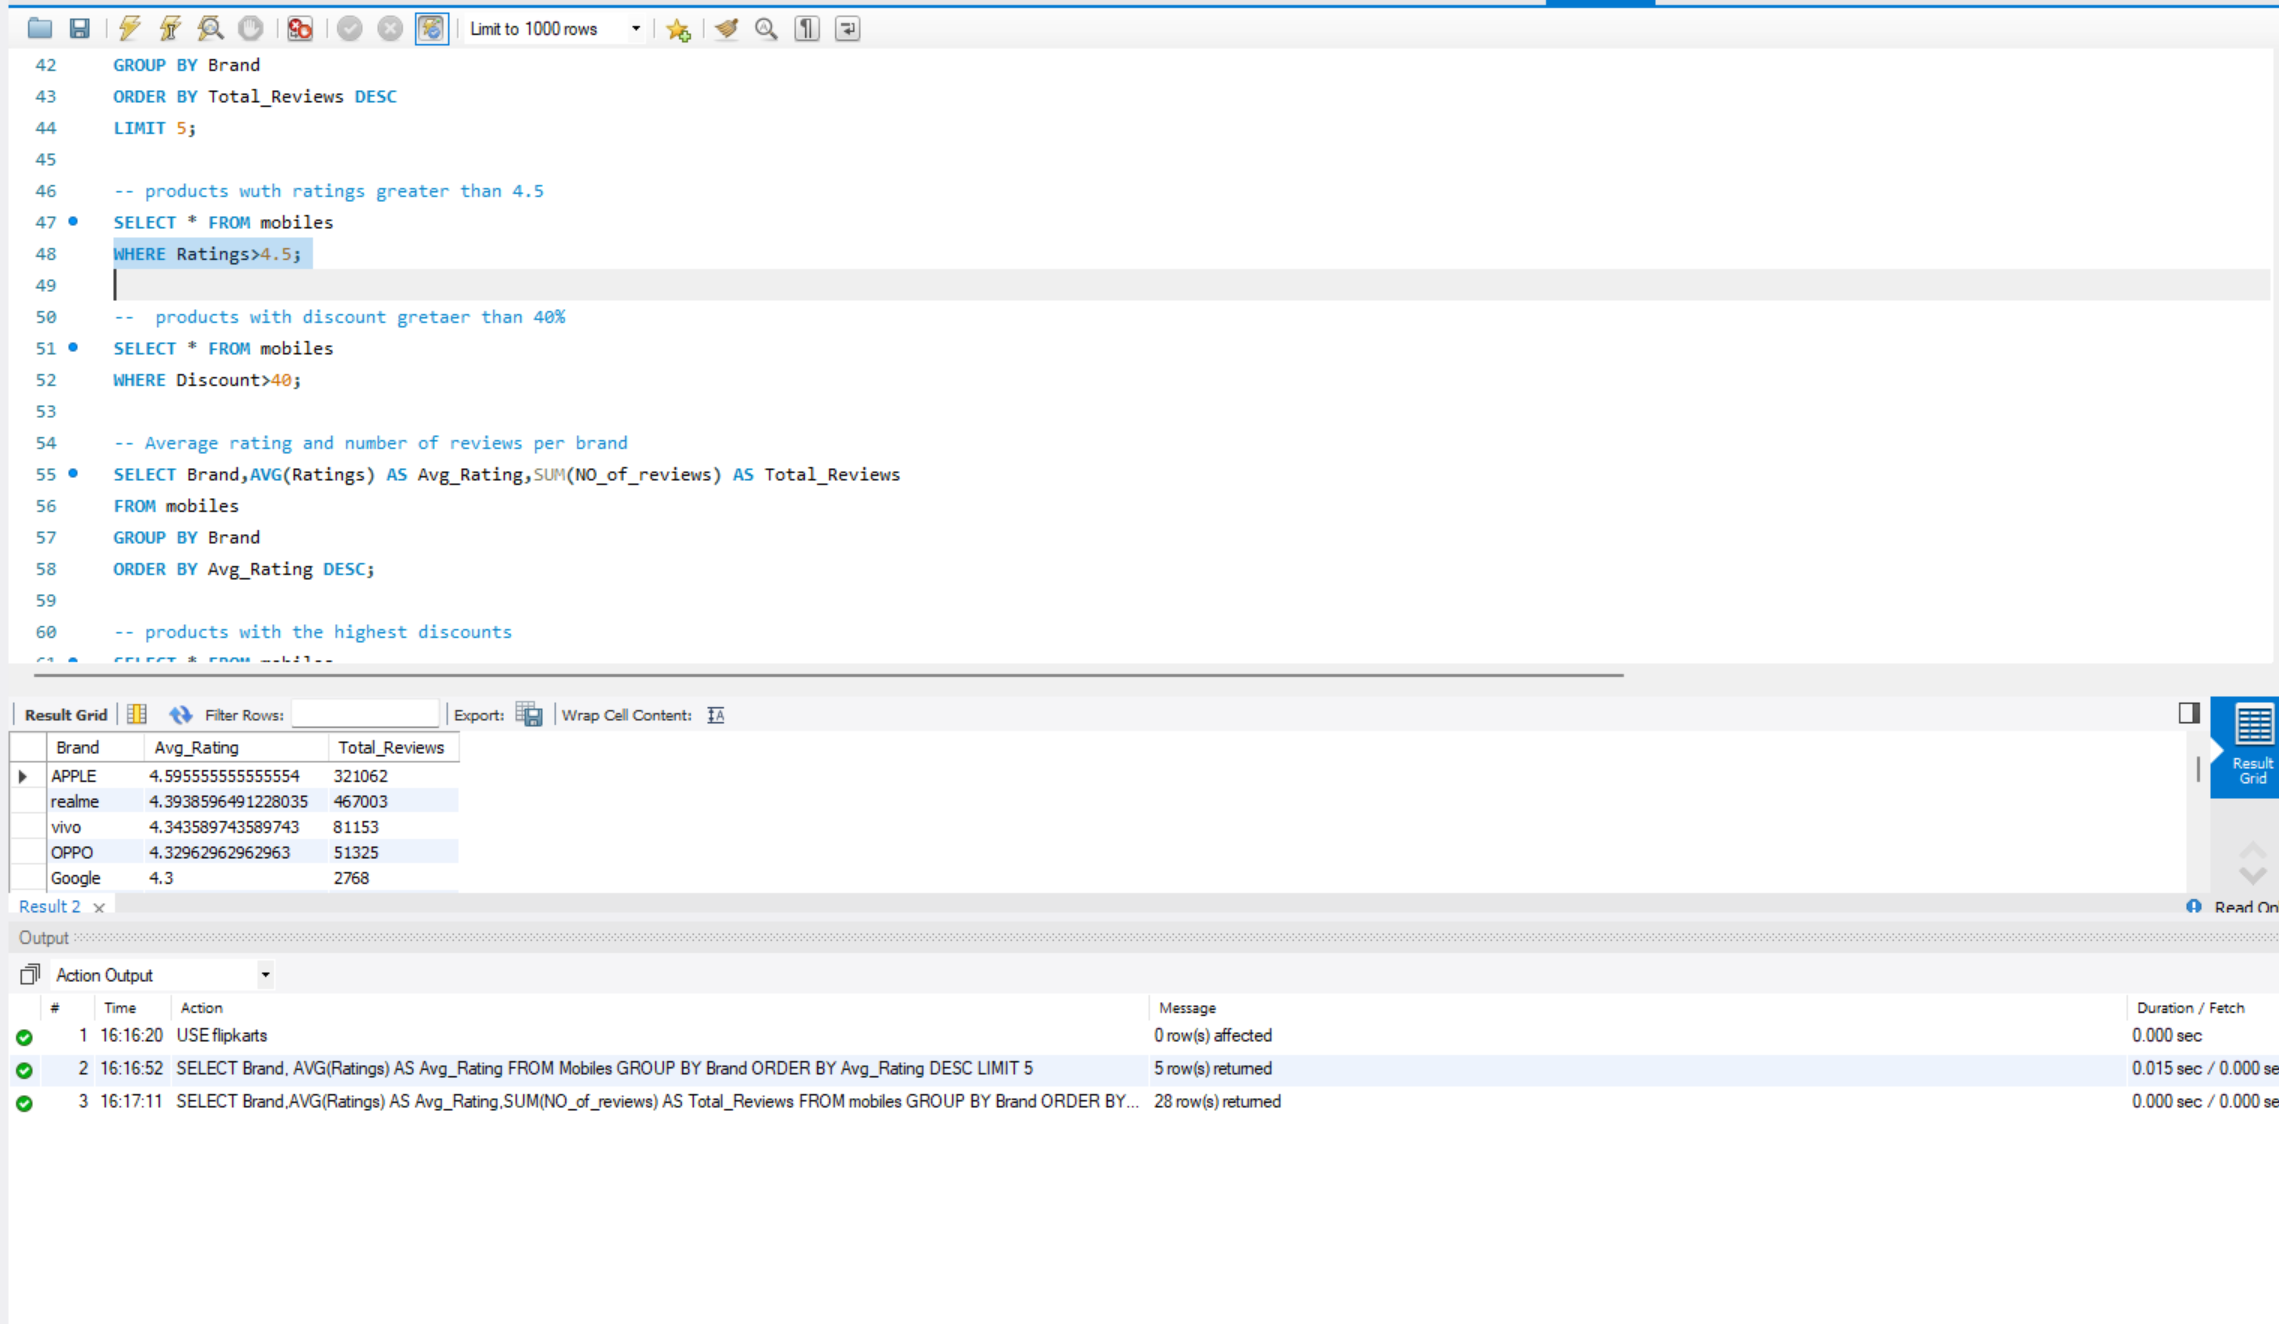 Limit to 1000 rows
42 GROUP BY Brand
43 ORDER BY Total_Reviews DESC
44 LIMIT 5;
45
46 -- products wuth ratings greater than 4.5
47 SELECT * FROM mobiles
48 WHERE Ratings>4.5;
49
50 --  products with discount gretaer than 40%
51 SELECT * FROM mobiles
52 WHERE Discount>40;
53
54 -- Average rating and number of reviews per brand
55 SELECT Brand,AVG(Ratings) AS Avg_Rating,SUM(NO_of_reviews) AS Total_Reviews
56 FROM mobiles
57 GROUP BY Brand
58 ORDER BY Avg_Rating DESC;
59
60 -- products with the highest discounts
61 SELECT * FROM mobiles
Result Grid Filter Rows: Export: Wrap Cell Content:
Brand Avg_Rating Total_Reviews
APPLE 4.595555555555554 321062
realme 4.3938596491228035 467003
vivo 4.343589743589743 81153
OPPO 4.32962962962963 51325
Google 4.3 2768
Result
Grid
Result 2 Read On
Output
Action Output
# Time Action Message Duration / Fetch
1 16:16:20 USE flipkarts 0 row(s) affected 0.000 sec
2 16:16:52 SELECT Brand, AVG(Ratings) AS Avg_Rating FROM Mobiles GROUP BY Brand ORDER BY Avg_Rating DESC LIMIT 5 5 row(s) returned 0.015 sec / 0.000 se
3 16:17:11 SELECT Brand,AVG(Ratings) AS Avg_Rating,SUM(NO_of_reviews) AS Total_Reviews FROM mobiles GROUP BY Brand ORDER BY... 28 row(s) returned 0.000 sec / 0.000 se